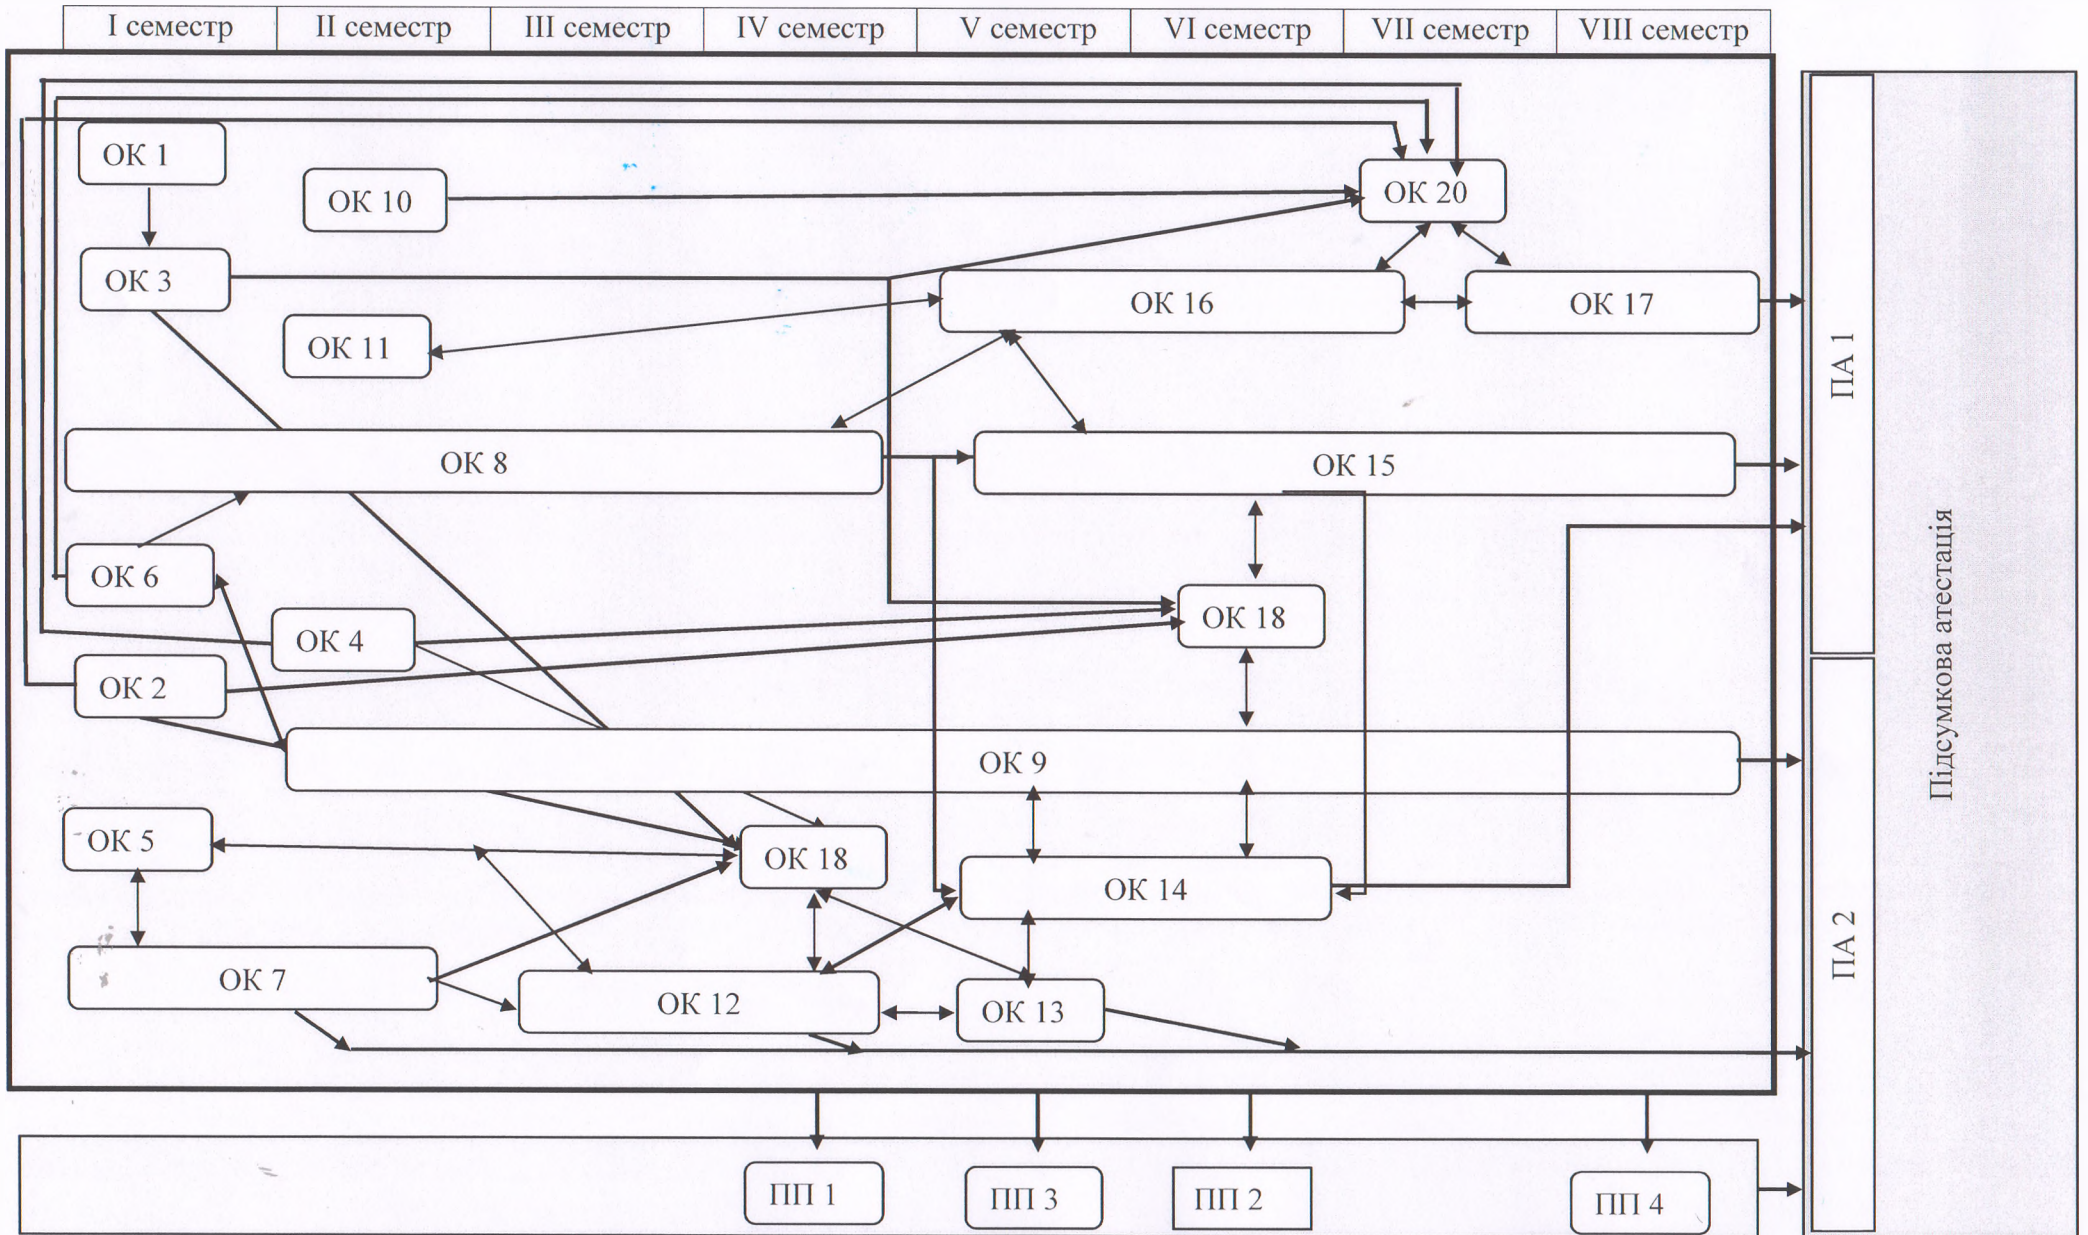 I семестр II семестр III семестр IV семестр V семестр VI семестр VII семестр VIII семестр
ОК 1
ОК 10
ОК 20
ОК 3
ОК 16
ОК 17
ОК 11
ОК 8
ОК 15
ОК 6
ОК 18
ОК 4
ОК 2
ОК 9
ОК 5
ОК 18
ОК 14
ОК 7
ОК 12
ОК 13
ПП 1
ПП 3
ПП 2
ПП 4
ПА 1
ПА 2
Підсумкова атестація